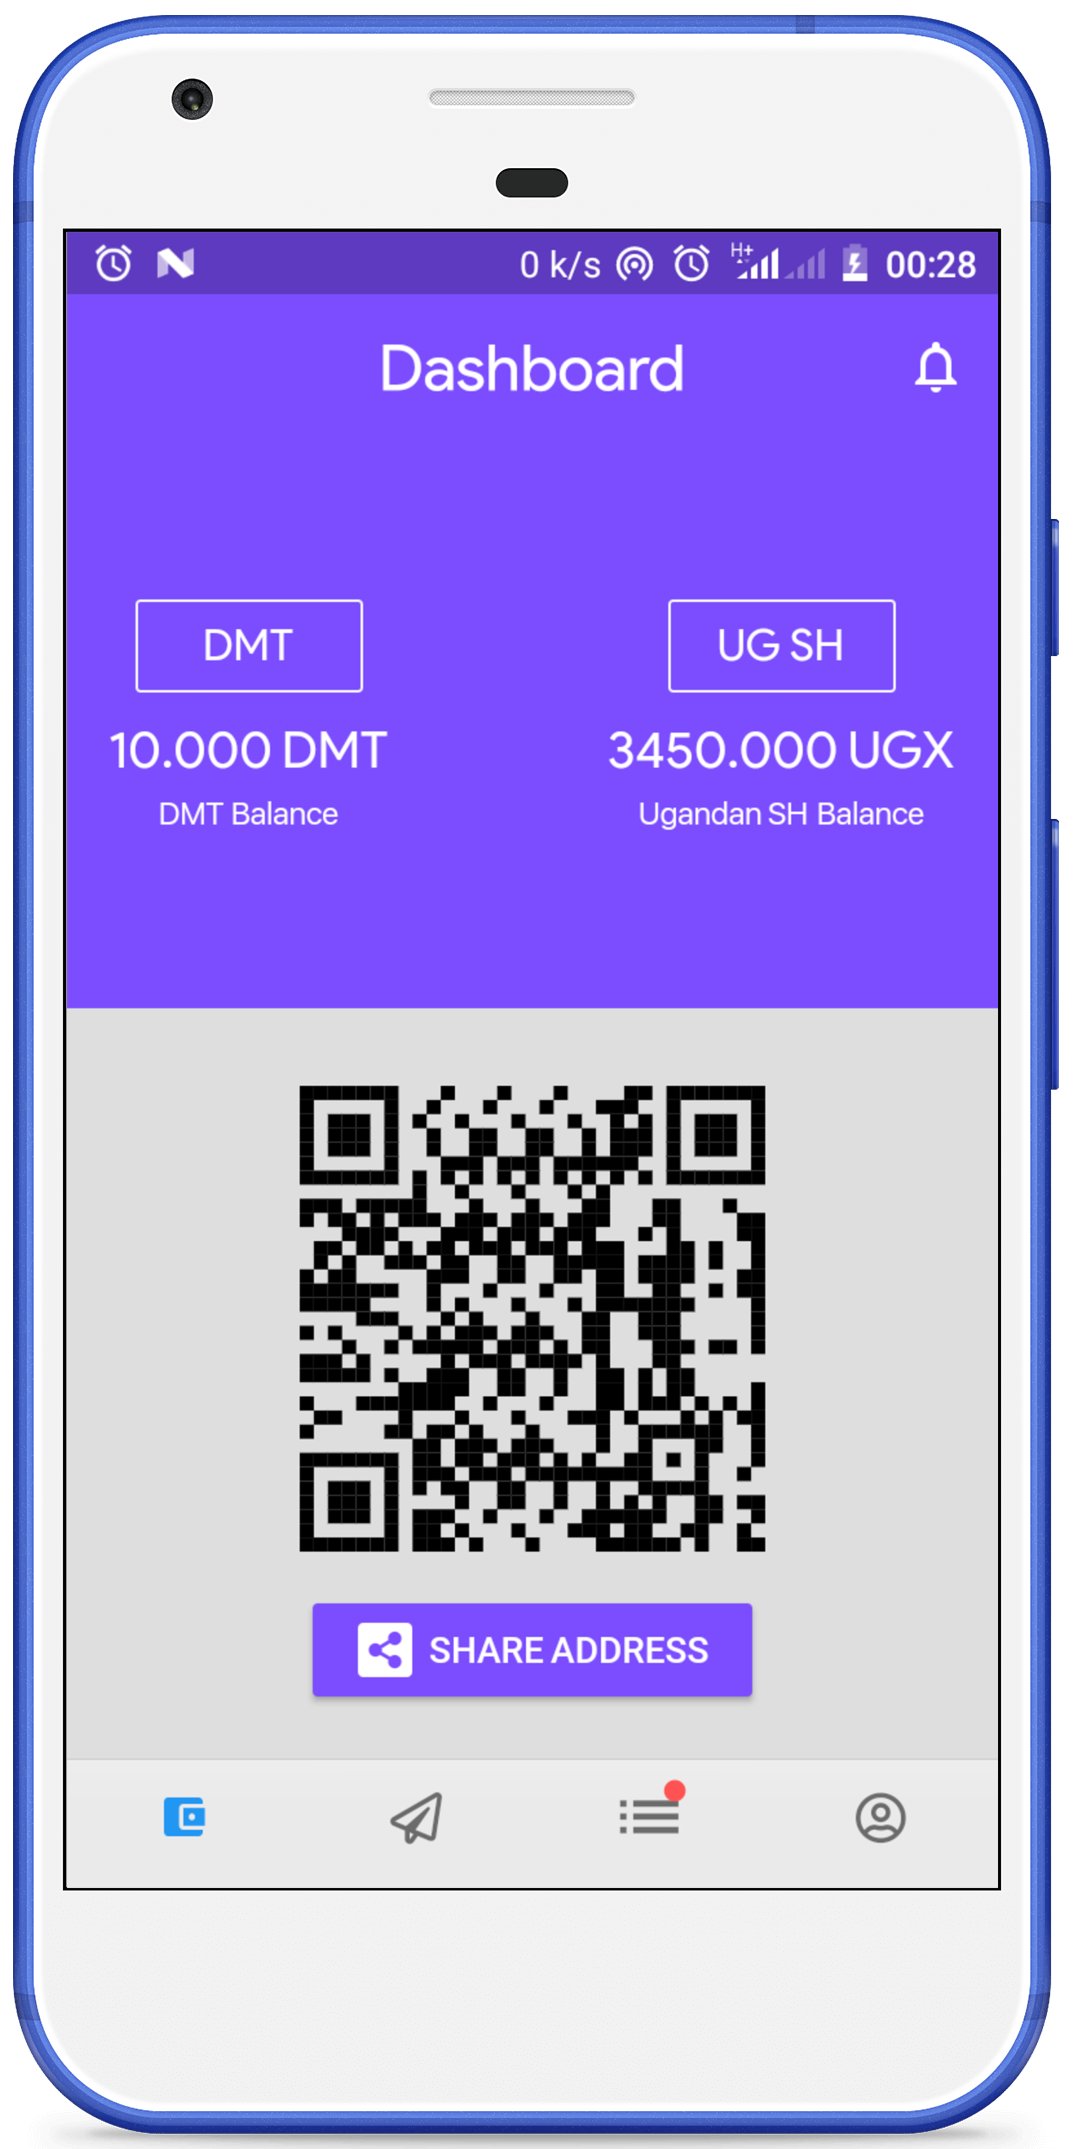 0 k/s H+ 00:28
Dashboard
DMT UG SH
10.000 DMT 3450.000 UGX
DMT Balance Ugandan SH Balance
SHARE ADDRESS